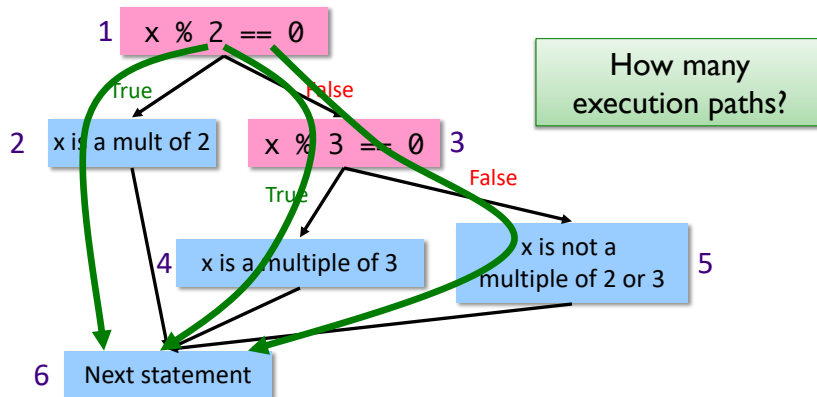 1
x % 2 == 0
How many
execution paths?
True
False
2
x is a mult of 2
x % 3 == 0
3
True
False
4
x is a multiple of 3
x is not a
multiple of 2 or 3
5
6
Next statement